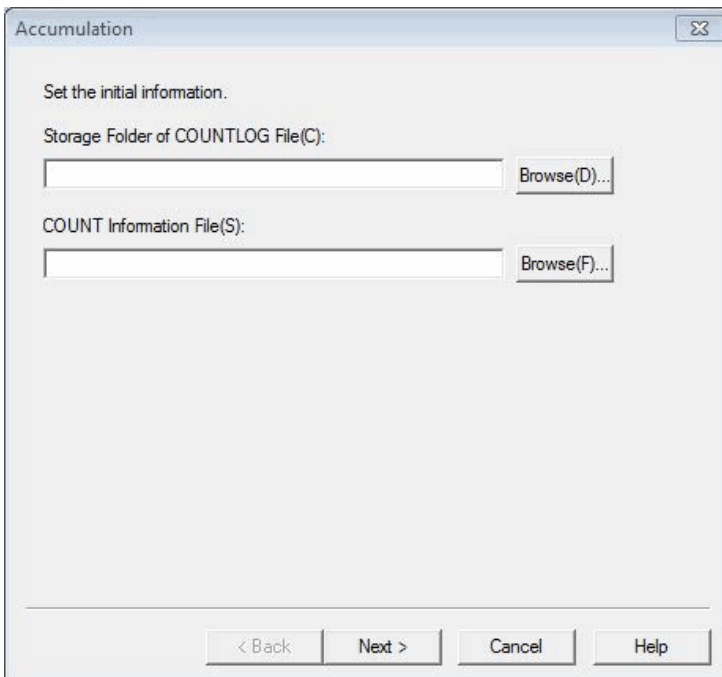 Accumulation
Set the initial information.
Storage Folder of COUNTLOG File(C):
Browse(D)...
COUNT Information File(S):
Browse(F)...
< Back Next > Cancel Help